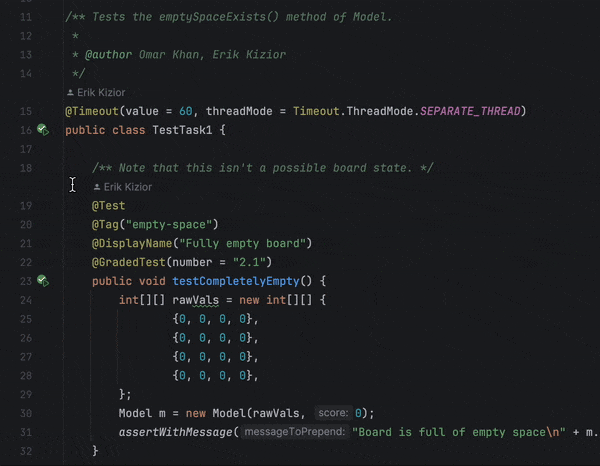 11 /** Tests the emptySpaceExists() method of Model.
12 *
13 * @author Omar Khan, Erik Kizior
14 */
Erik Kizior
15 @Timeout(value = 60, threadMode = Timeout.ThreadMode.SEPARATE_THREAD)
16 public class TestTask1 {
17
18 /** Note that this isn't a possible board state. */
Erik Kizior
19 @Test
20 @Tag("empty-space")
21 @DisplayName("Fully empty board")
22 @GradedTest(number = "2.1")
23 public void testCompletelyEmpty() {
24 int[][] rawVals = new int[][] {
25 {0, 0, 0, 0},
26 {0, 0, 0, 0},
27 {0, 0, 0, 0},
28 {0, 0, 0, 0},
29 };
30 Model m = new Model(rawVals, score: 0);
31 assertWithMessage( messageToPrepend: "Board is full of empty space\n" + m.
32 }